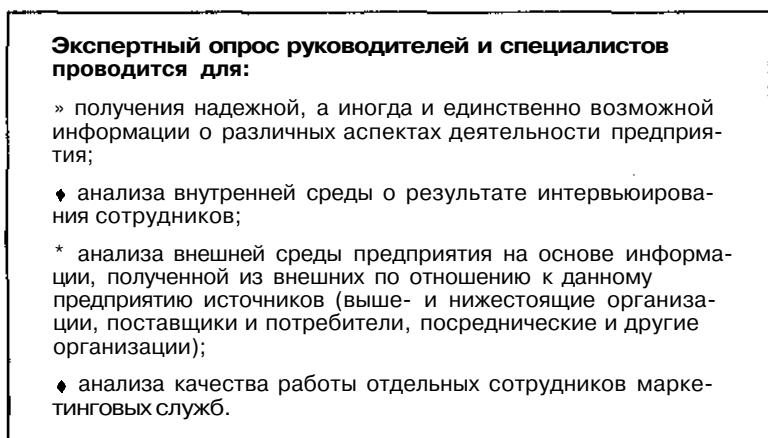 Экспертный опрос руководителей и специалистов
проводится для:
» получения надежной, а иногда и единственно возможной
информации о различных аспектах деятельности предприя-
тия;
♦ анализа внутренней среды о результате интервьюирова-
ния сотрудников;
* анализа внешней среды предприятия на основе информа-
ции, полученной из внешних по отношению к данному
предприятию источников (выше- и нижестоящие организа-
ции, поставщики и потребители, посреднические и другие
организации);
♦ анализа качества работы отдельных сотрудников марке-
тинговых служб.